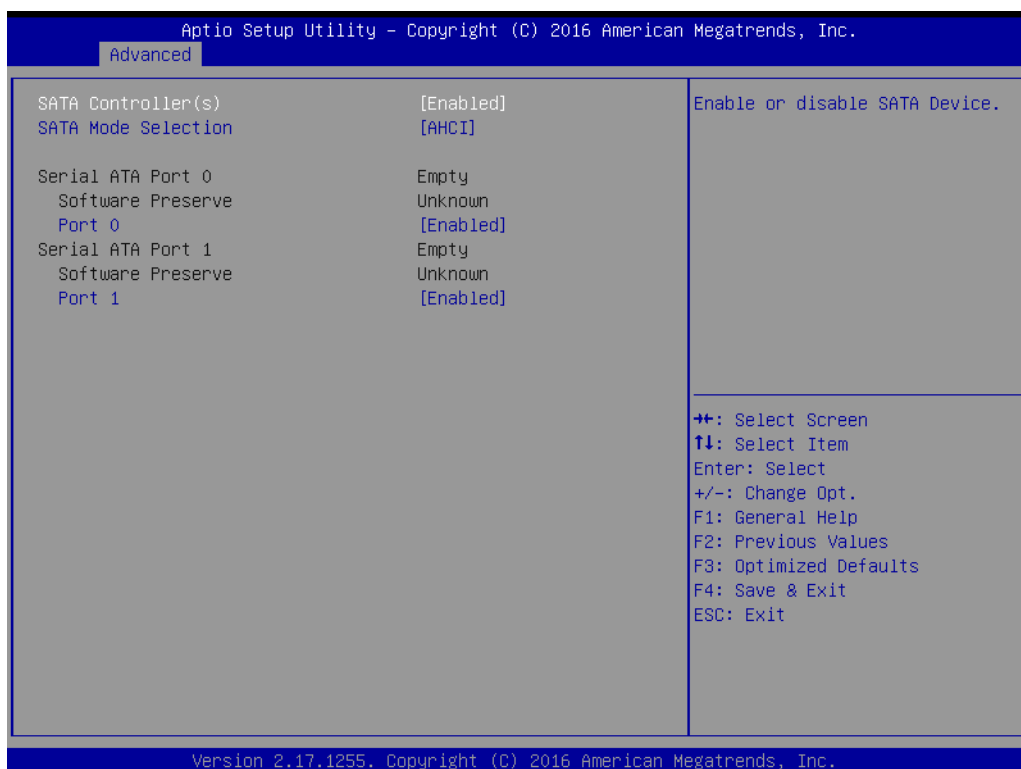 Aptio Setup Utility – Copyright (C) 2016 American Megatrends, Inc.
Advanced
SATA Controller(s) [Enabled]
SATA Mode Selection [AHCI]
Serial ATA Port 0 Empty
Software Preserve Unknown
Port 0 [Enabled]
Serial ATA Port 1 Empty
Software Preserve Unknown
Port 1 [Enabled]
Enable or disable SATA Device.
→←: Select Screen
↑↓: Select Item
Enter: Select
+/-: Change Opt.
F1: General Help
F2: Previous Values
F3: Optimized Defaults
F4: Save & Exit
ESC: Exit
Version 2.17.1255. Copyright (C) 2016 American Megatrends, Inc.